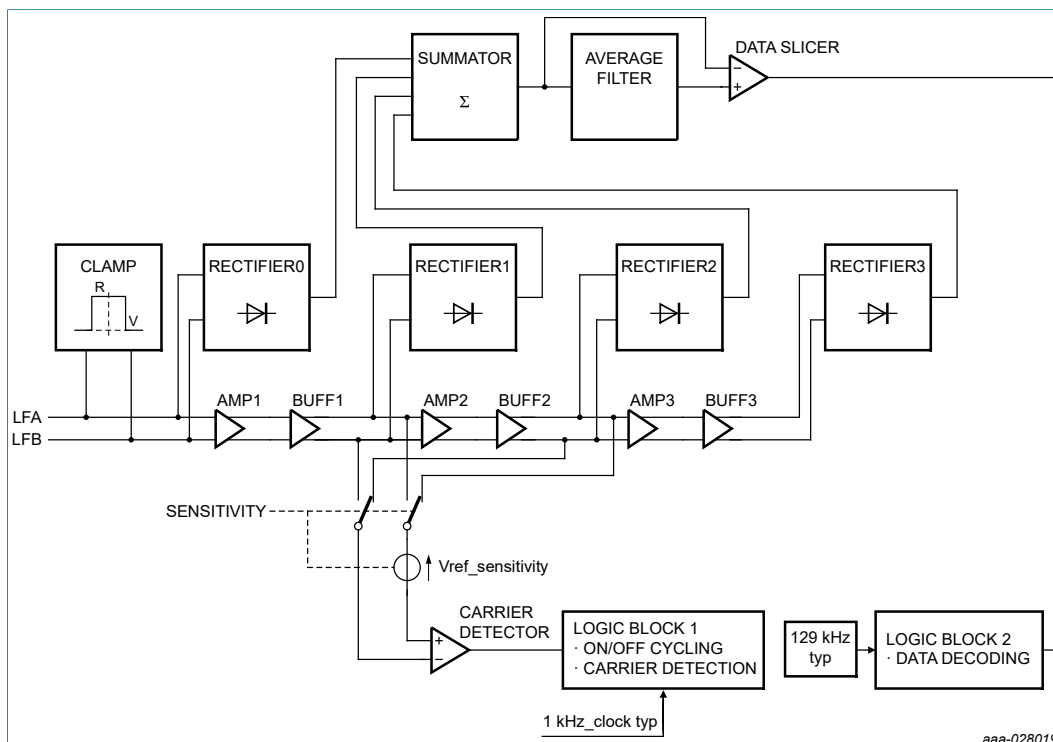 SUMMATOR
Σ
AVERAGE
FILTER
DATA SLICER
−
+
CLAMP
R
V
RECTIFIER0
RECTIFIER1
RECTIFIER2
RECTIFIER3
LFA
LFB
AMP1
BUFF1
AMP2
BUFF2
AMP3
BUFF3
SENSITIVITY
Vref_sensitivity
CARRIER
DETECTOR
+
−
LOGIC BLOCK 1
· ON/OFF CYCLING
· CARRIER DETECTION
1 kHz_clock typ
129 kHz
typ
LOGIC BLOCK 2
· DATA DECODING
aaa-028019